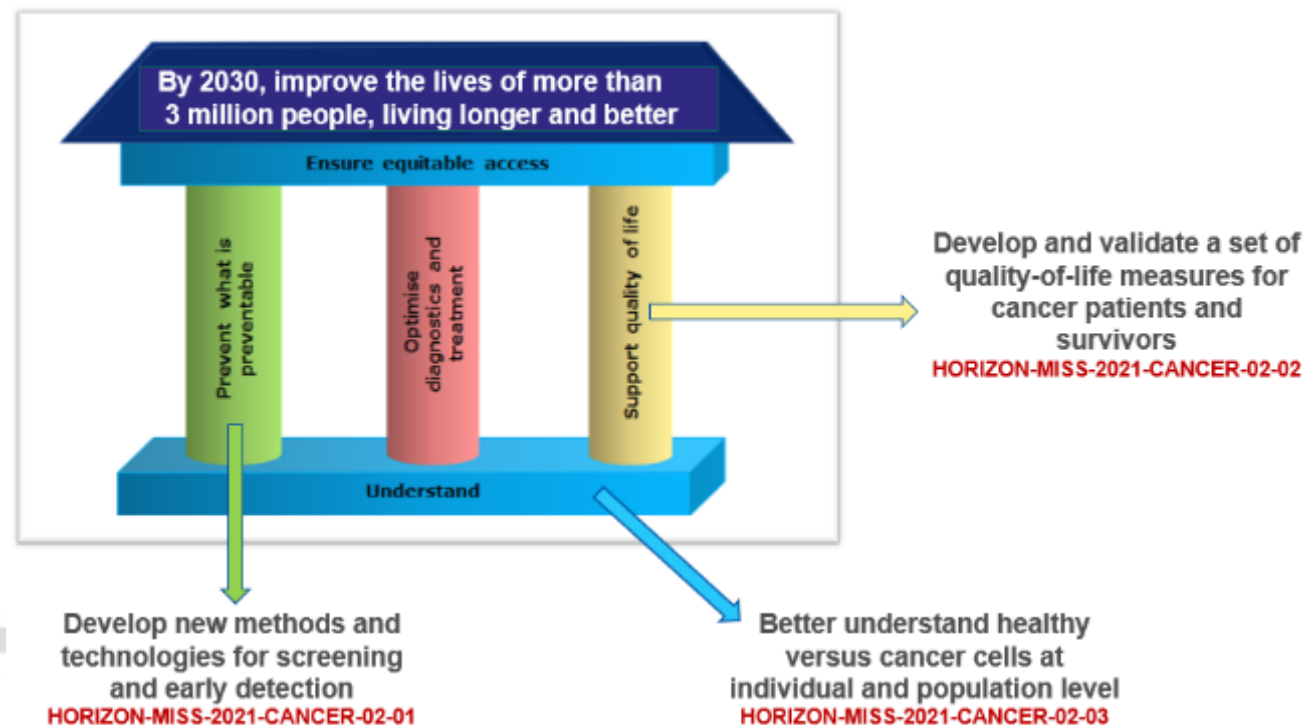 By 2030, improve the lives of more than
3 million people, living longer and better
Ensure equitable access
Prevent what is
preventable
Optimise
diagnostics and
treatment
Support quality of life
Understand
Develop and validate a set of
quality-of-life measures for
cancer patients and
survivors
HORIZON-MISS-2021-CANCER-02-02
Develop new methods and
technologies for screening
and early detection
HORIZON-MISS-2021-CANCER-02-01
Better understand healthy
versus cancer cells at
individual and population level
HORIZON-MISS-2021-CANCER-02-03